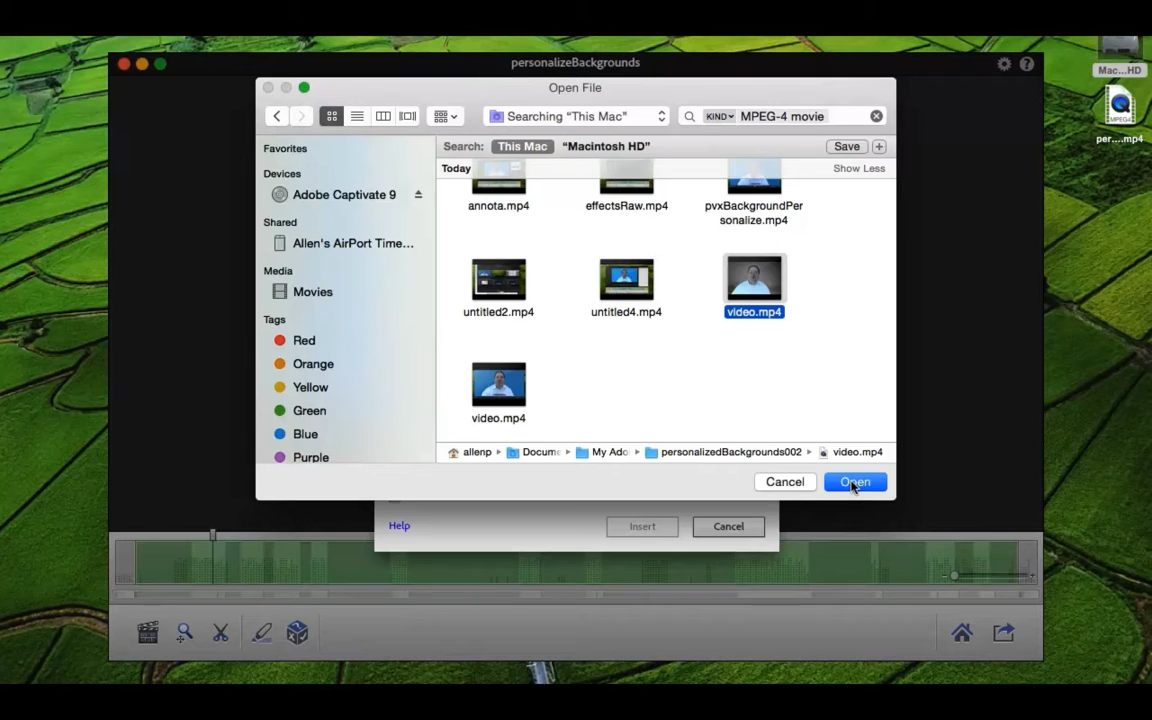 personalizeBackgrounds
Mac...HD
Open File
Searching "This Mac"
KIND MPEG-4 movie
MPEG4
per....mp4
Search: This Mac "Macintosh HD" Save +
Today Show Less
Favorites
Devices
Adobe Captivate 9
Shared
Allen's AirPort Time...
Media
Movies
Tags
Red
Orange
Yellow
Green
Blue
Purple
annota.mp4
effectsRaw.mp4
pvxBackgroundPer
sonalize.mp4
untitled2.mp4
untitled4.mp4
video.mp4
video.mp4
allenp Docume My Ado personalizedBackgrounds002 video.mp4
Cancel Open
Help Insert Cancel